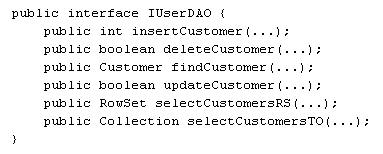 public interface IUserDAO {
    public int insertCustomer(...);
    public boolean deleteCustomer(...);
    public Customer findCustomer(...);
    public boolean updateCustomer(...);
    public RowSet selectCustomersRS(...);
    public Collection selectCustomersTO(...);
}